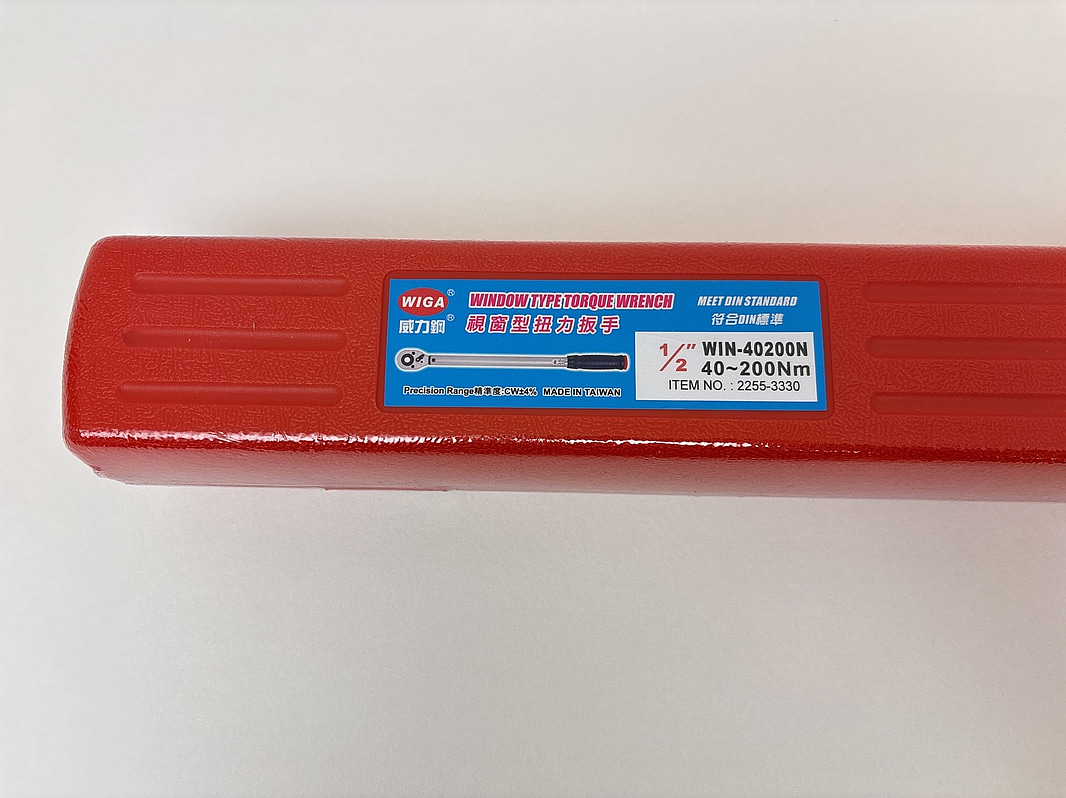 WIGA®
威力鋼®
WINDOW TYPE TORQUE WRENCH
視窗型扭力扳手
MEET DIN STANDARD
符合DIN標準
1/2" WIN-40200N
40~200Nm
ITEM NO. : 2255-3330
Precision Range精準度:CW±4% MADE IN TAIWAN